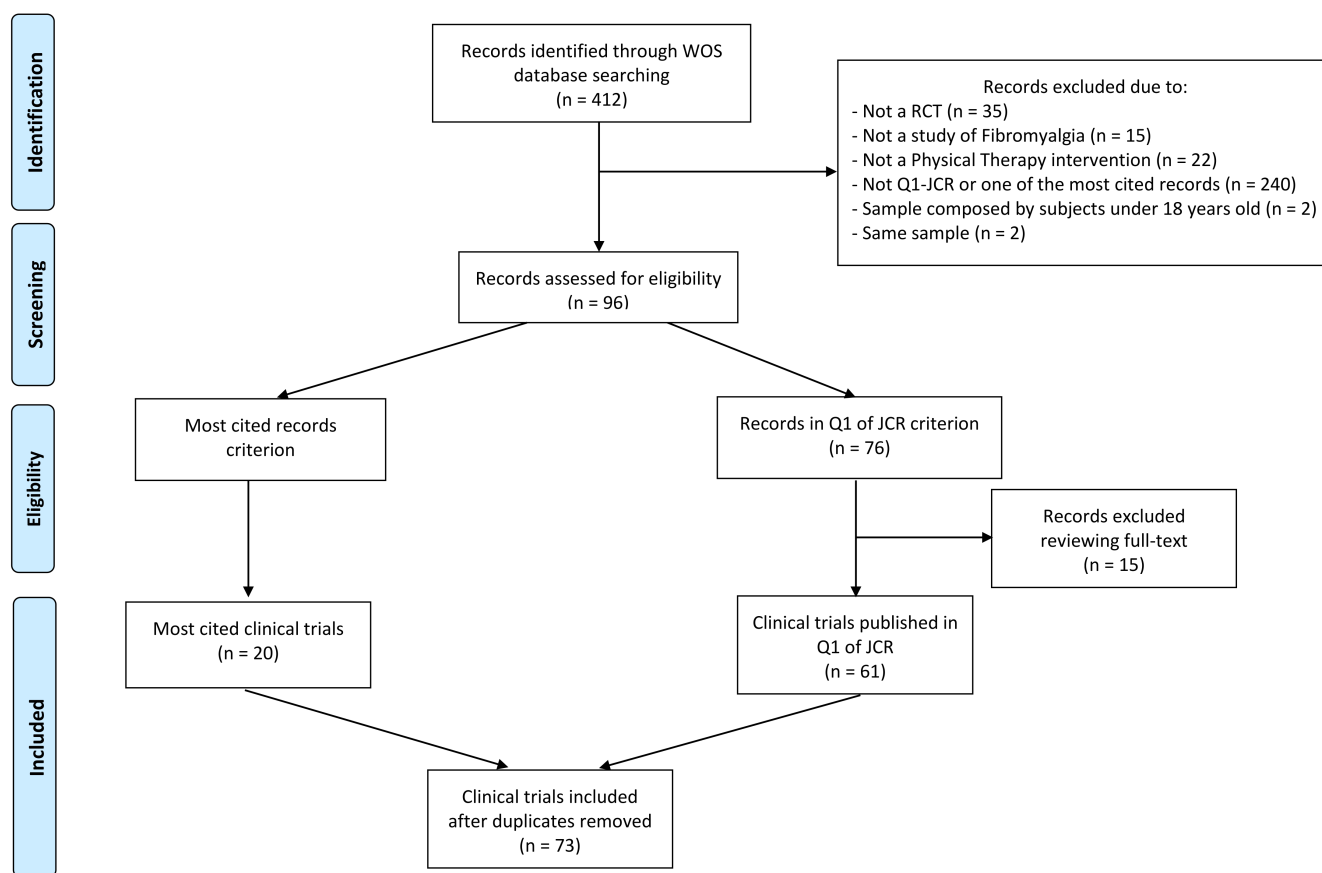 Identification
Records identified through WOS
database searching
(n = 412)
Records excluded due to:
- Not a RCT (n = 35)
- Not a study of Fibromyalgia (n = 15)
- Not a Physical Therapy intervention (n = 22)
- Not Q1-JCR or one of the most cited records (n = 240)
- Sample composed by subjects under 18 years old (n = 2)
- Same sample (n = 2)
Screening
Records assessed for eligibility
(n = 96)
Eligibility
Most cited records
criterion
Records in Q1 of JCR criterion
(n = 76)
Records excluded
reviewing full-text
(n = 15)
Included
Most cited clinical trials
(n = 20)
Clinical trials published in
Q1 of JCR
(n = 61)
Clinical trials included
after duplicates removed
(n = 73)